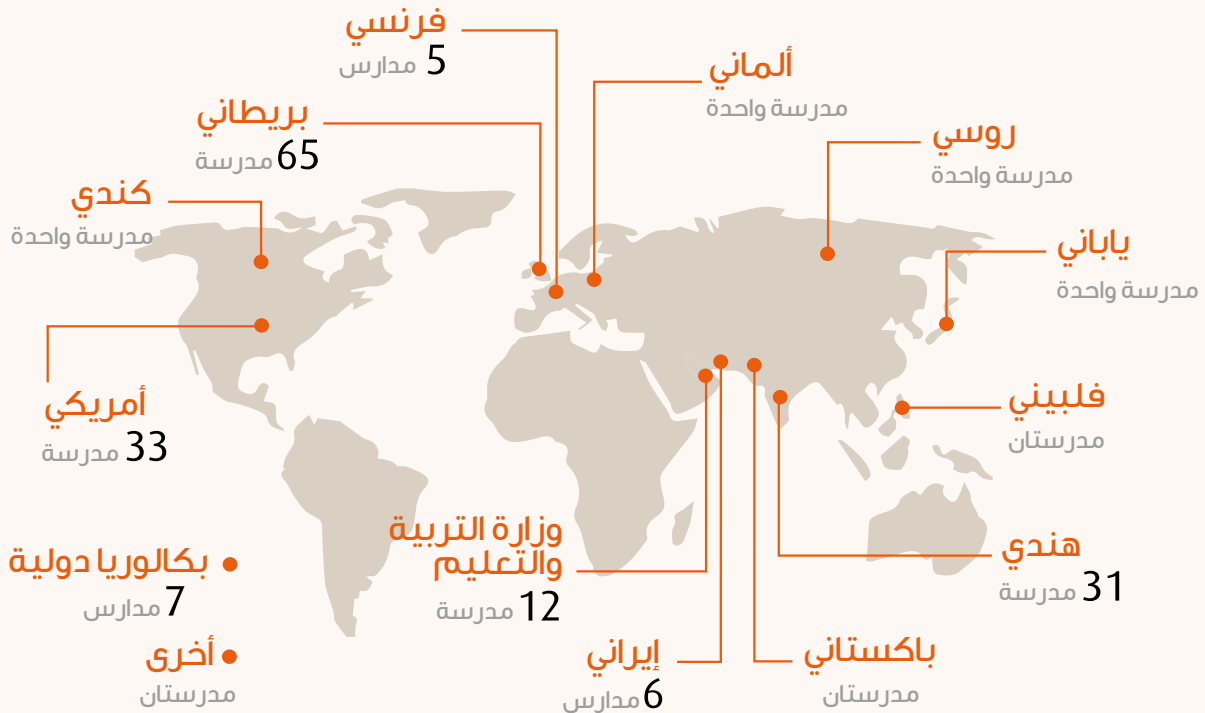 فرنسي
5 مدارس
ألماني
مدرسة واحدة
بريطاني
65 مدرسة
روسي
مدرسة واحدة
كندي
مدرسة واحدة
ياباني
مدرسة واحدة
أمريكي
33 مدرسة
فلبيني
مدرستان
وزارة التربية
والتعليم
12 مدرسة
هندي
31 مدرسة
بكالوريا دولية
7 مدارس
أخرى
مدرستان
إيراني
6 مدارس
باكستاني
مدرستان